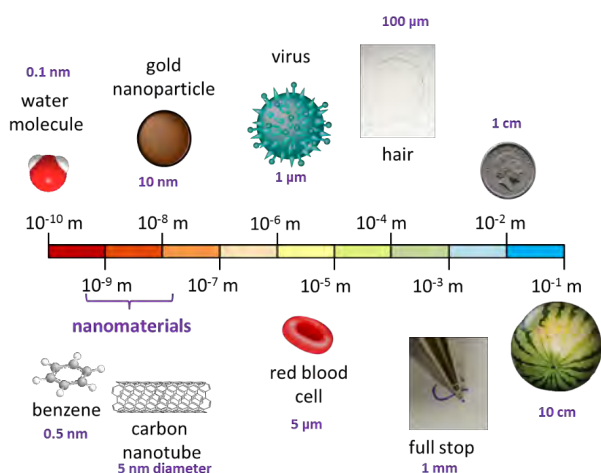 100 µm
virus
gold
nanoparticle
0.1 nm
water
molecule
1 cm
10 nm
1 µm
hair
10⁻¹⁰ m
10⁻⁸ m
10⁻⁶ m
10⁻⁴ m
10⁻² m
10⁻⁹ m
10⁻⁷ m
10⁻⁵ m
10⁻³ m
10⁻¹ m
nanomaterials
benzene
0.5 nm
carbon
nanotube
5 nm diameter
red blood
cell
5 µm
full stop
1 mm
10 cm